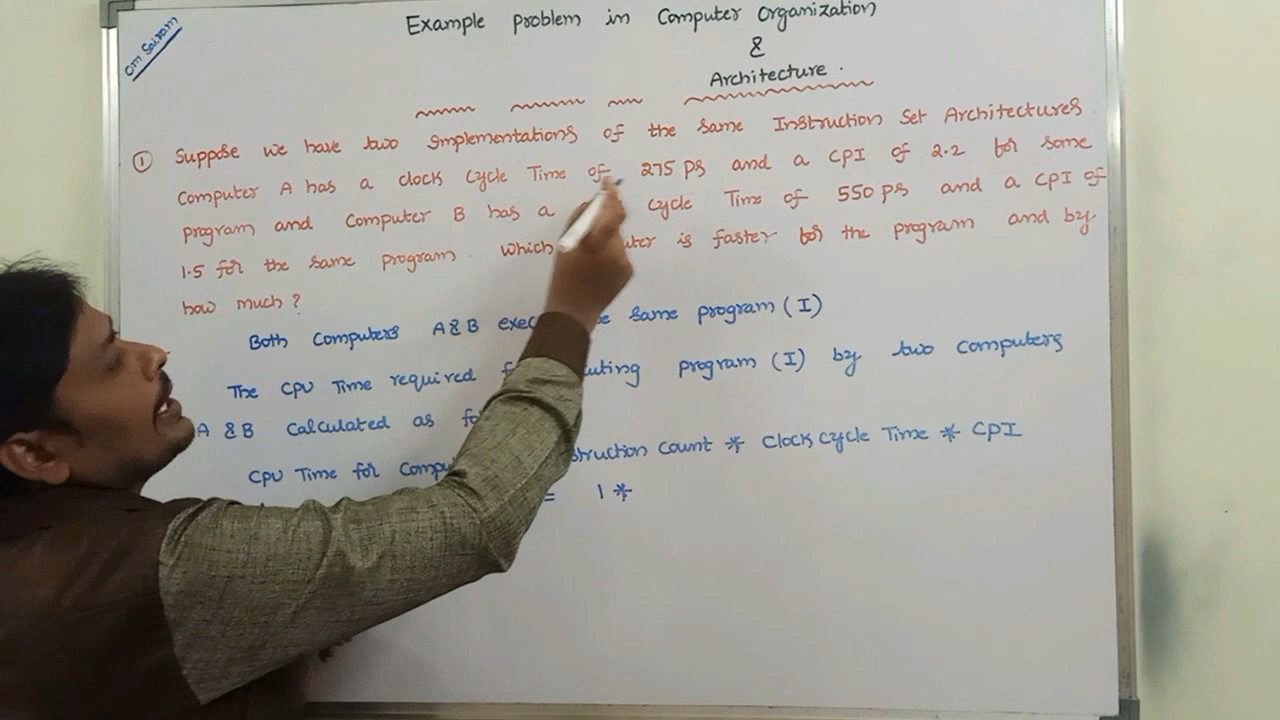 Om Sairam
Example problem in Computer Organization
&
Architecture.
① Suppose we have two Implementations of the same Instruction Set Architectures
Computer A has a clock Cycle Time of 275 ps and a CPI of 2.2 for some
program and Computer B has a cycle Time of 550 ps and a CPI of
1.5 for the same program. Which uter is faster for the program and by
how much?
Both Computers A & B exec same program (I)
The CPU Time required uting program (I) by two computers
A & B Calculated as
CPU Time for Compu struction Count * Clock Cycle Time * CPI
= 1 *